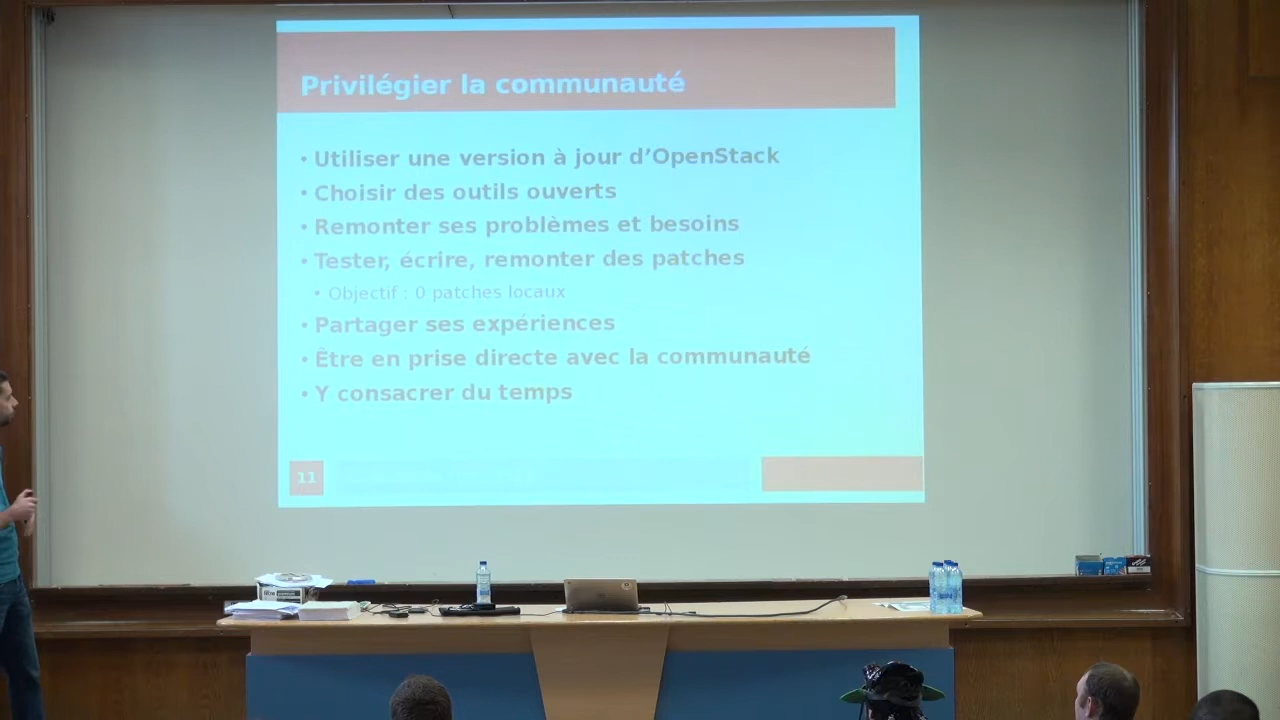 Privilégier la communauté
• Utiliser une version à jour d’OpenStack
• Choisir des outils ouverts
• Remonter ses problèmes et besoins
• Tester, écrire, remonter des patches
• Objectif : 0 patches locaux
• Partager ses expériences
• Être en prise directe avec la communauté
• Y consacrer du temps
11